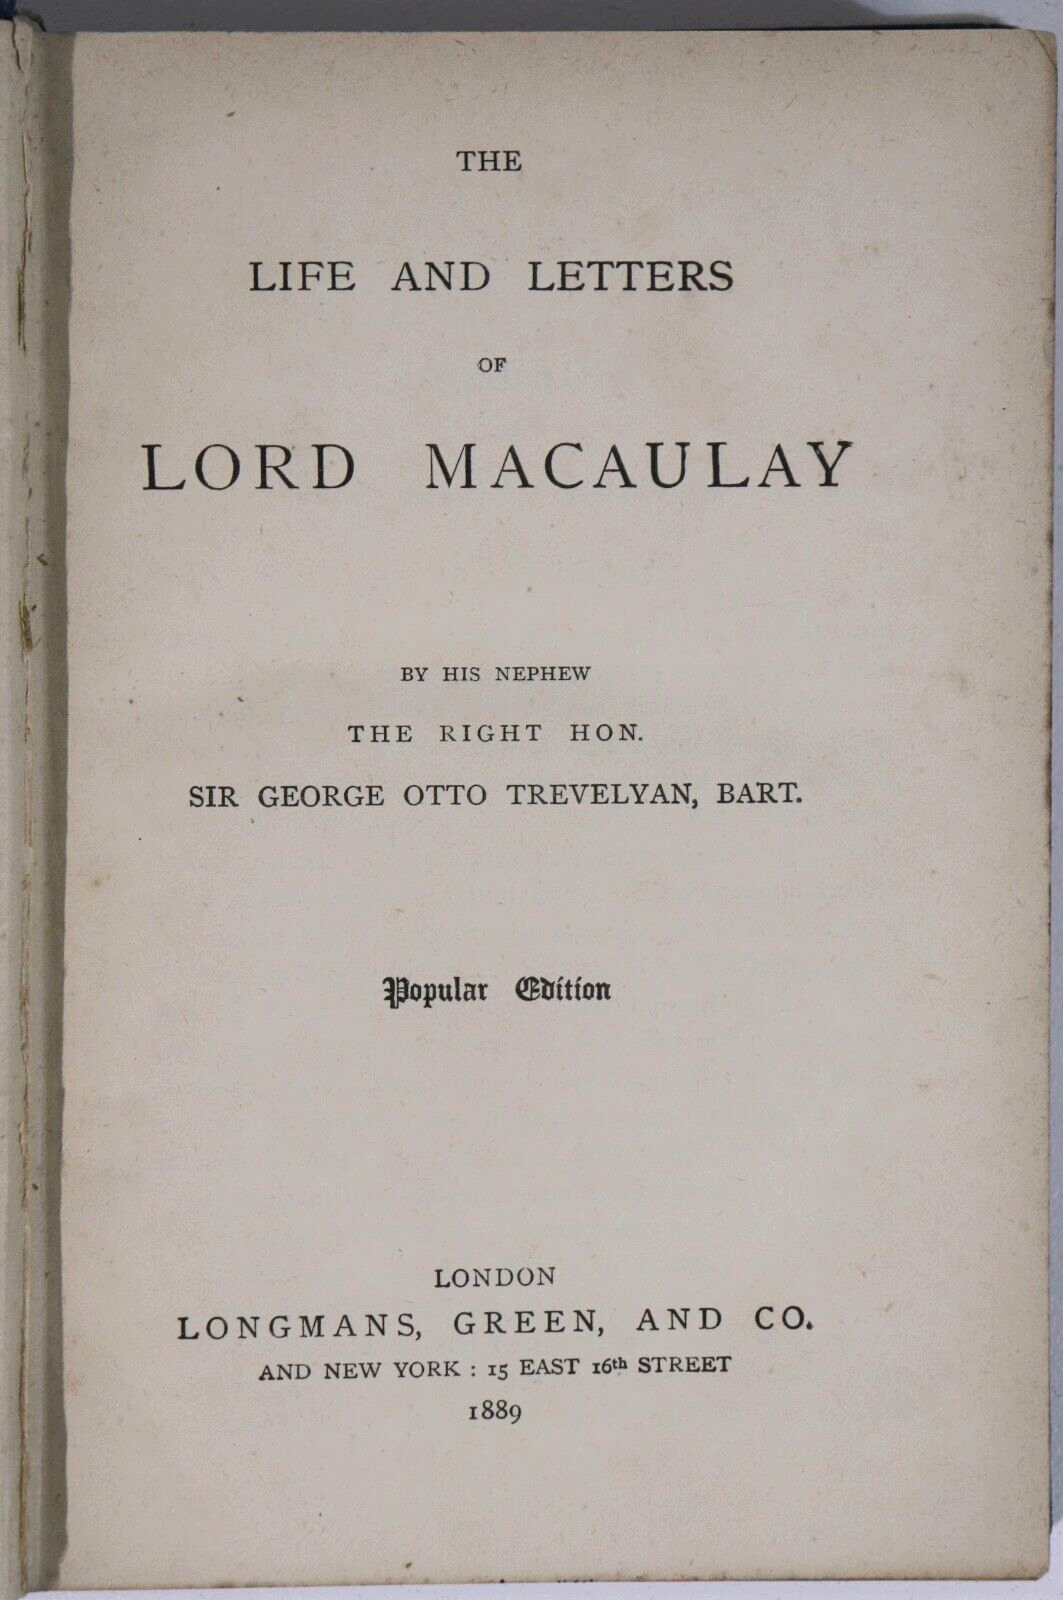 THE
LIFE AND LETTERS
OF
LORD MACAULAY
BY HIS NEPHEW
THE RIGHT HON.
SIR GEORGE OTTO TREVELYAN, BART.
Popular Edition
LONDON
LONGMANS, GREEN, AND CO.
AND NEW YORK : 15 EAST 16th STREET
1889